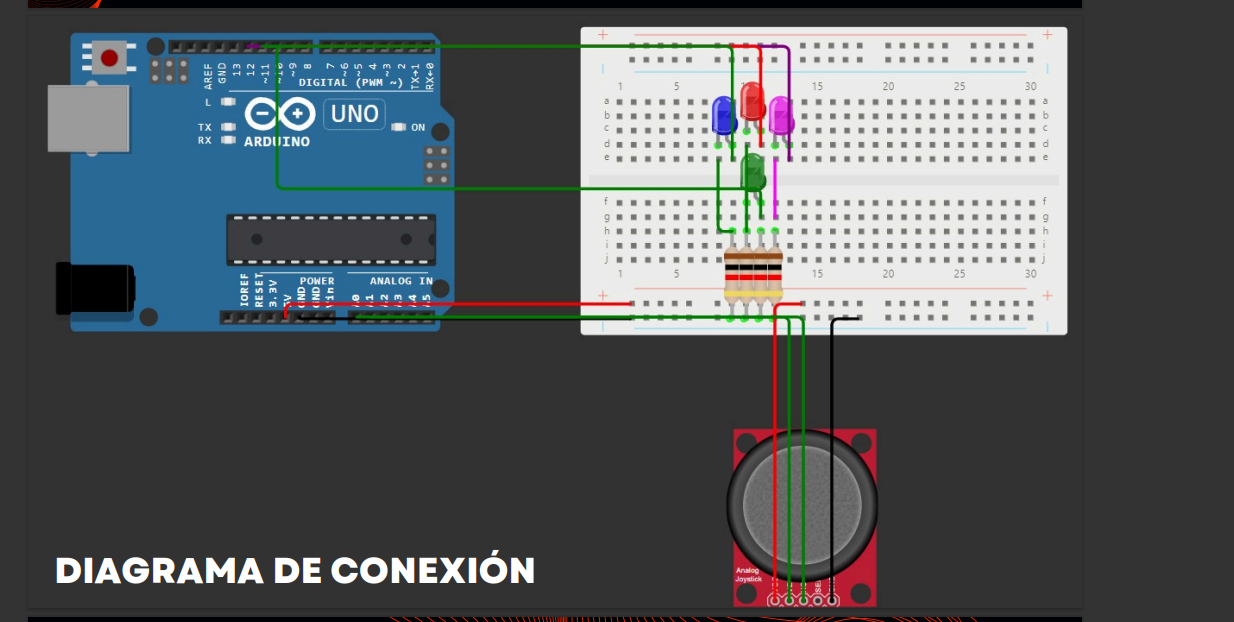 AREF
GND
13
12
~11
~10
~9
8
7
~6
~5
4
~3
2
TX→1
RX←0
DIGITAL (PWM ~)
L
TX
RX
UNO
ON
ARDUINO
IOREF
RESET
3.3V
5V
GND
GND
Vin
POWER
ANALOG IN
A0
A1
A2
A3
A4
A5
+ +
1 5 15 20 25 30
a a
b b
c c
d d
e e
f f
g g
h h
i i
j j
1 5 15 20 25 30
+ +
Analog
Joystick
DIAGRAMA DE CONEXIÓN